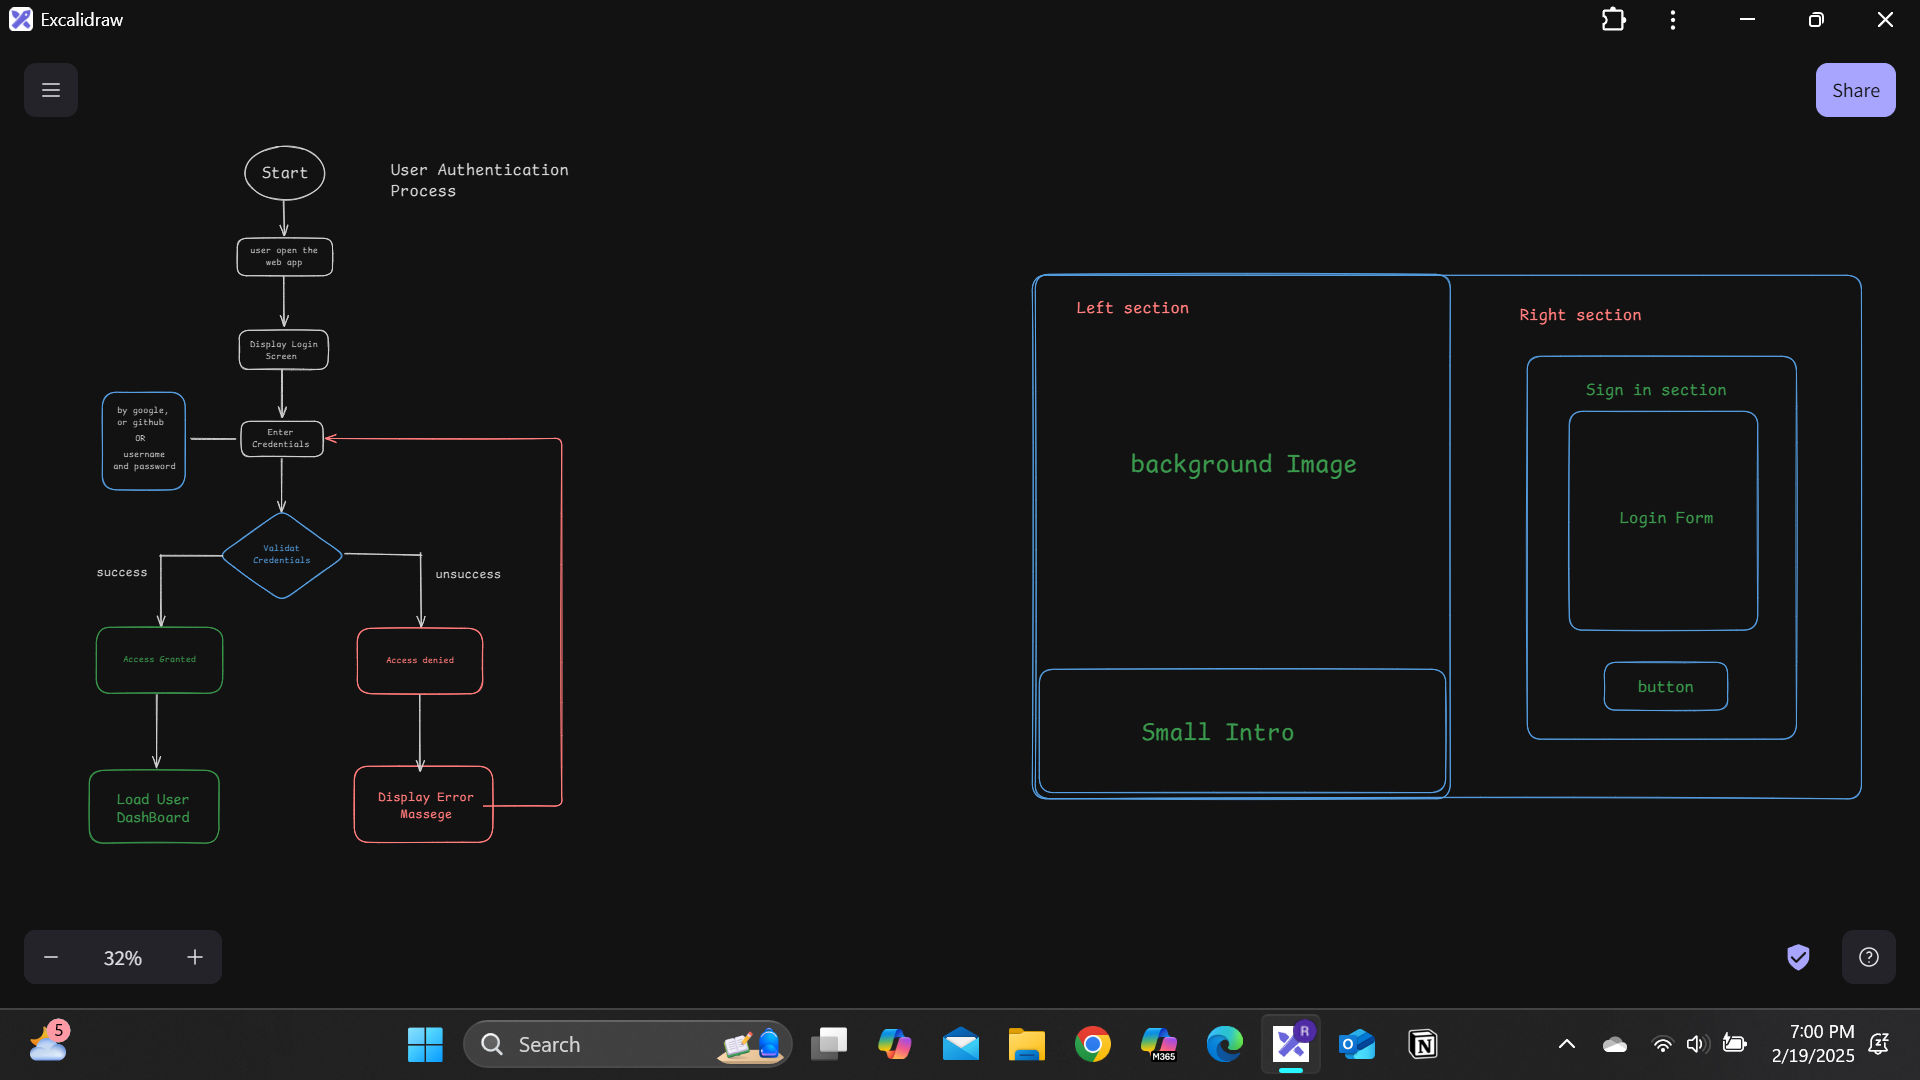 Excalidraw
Share
Start
User Authentication
Process
user open the
web app
Display Login
Screen
by google,
or github
OR
username
and password
Enter
Credentials
Validat
Credentials
success
unsuccess
Access Granted
Access denied
Load User
DashBoard
Display Error
Massege
Left section
background Image
Small Intro
Right section
Sign in section
Login Form
button
32%
5
Search
M365
R
7:00 PM
2/19/2025